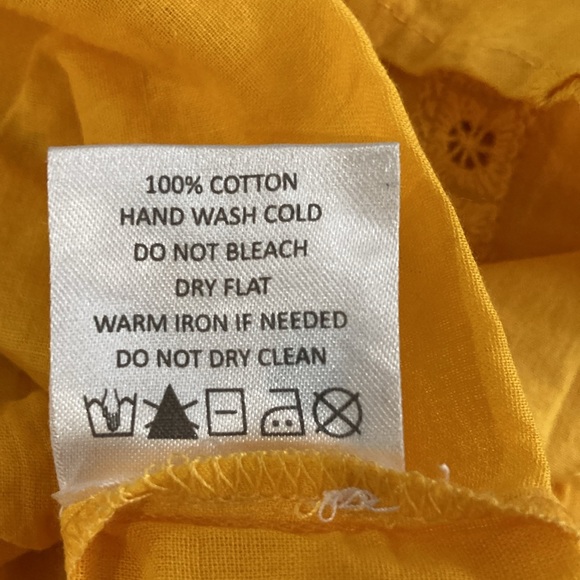 100% COTTON
HAND WASH COLD
DO NOT BLEACH
DRY FLAT
WARM IRON IF NEEDED
DO NOT DRY CLEAN